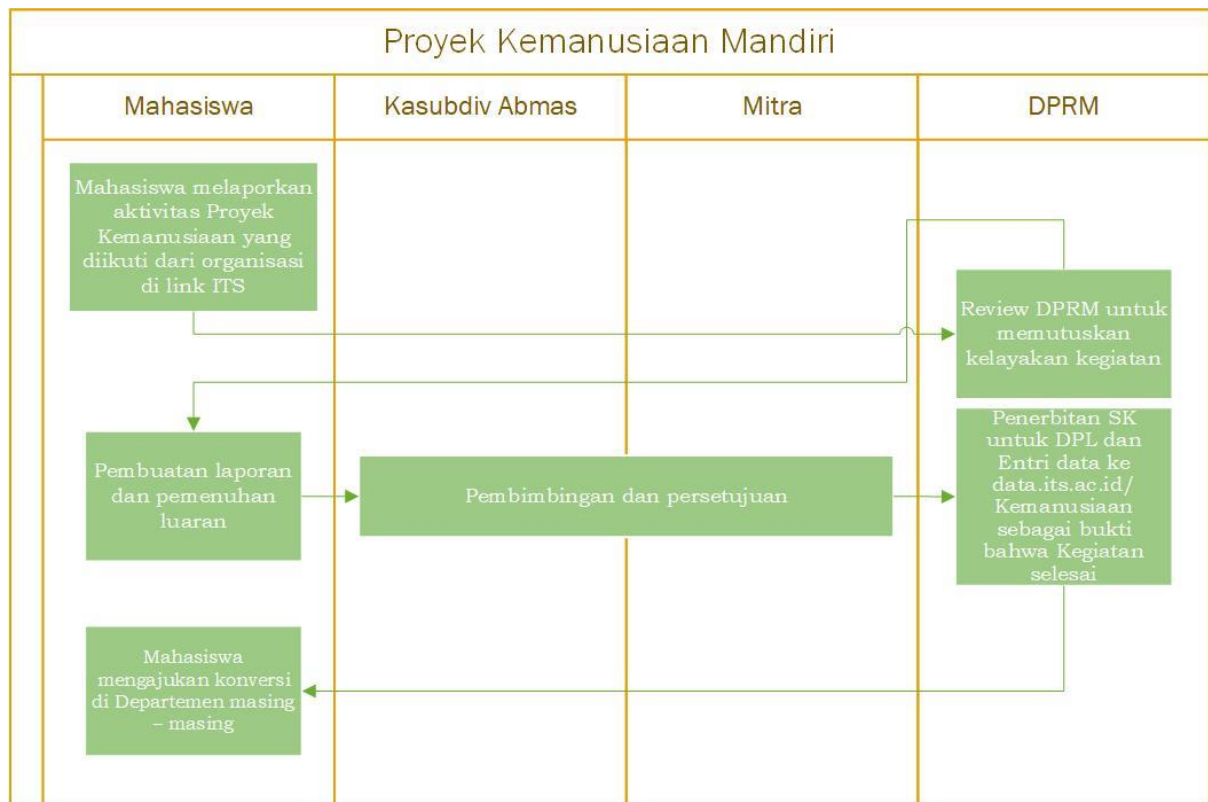 Proyek Kemanusiaan Mandiri
Mahasiswa
Kasubdiv Abmas
Mitra
DPRM
Mahasiswa melaporkan
aktivitas Proyek
Kemanusiaan yang
diikuti dari organisasi
di link ITS
Review DPRM untuk
memutuskan
kelayakan kegiatan
Pembuatan laporan
dan pemenuhan
luaran
Pembimbingan dan persetujuan
Penerbitan SK
untuk DPL dan
Entri data ke
data.its.ac.id/
Kemanusiaan
sebagai bukti
bahwa Kegiatan
selesai
Mahasiswa
mengajukan konversi
di Departemen masing
– masing